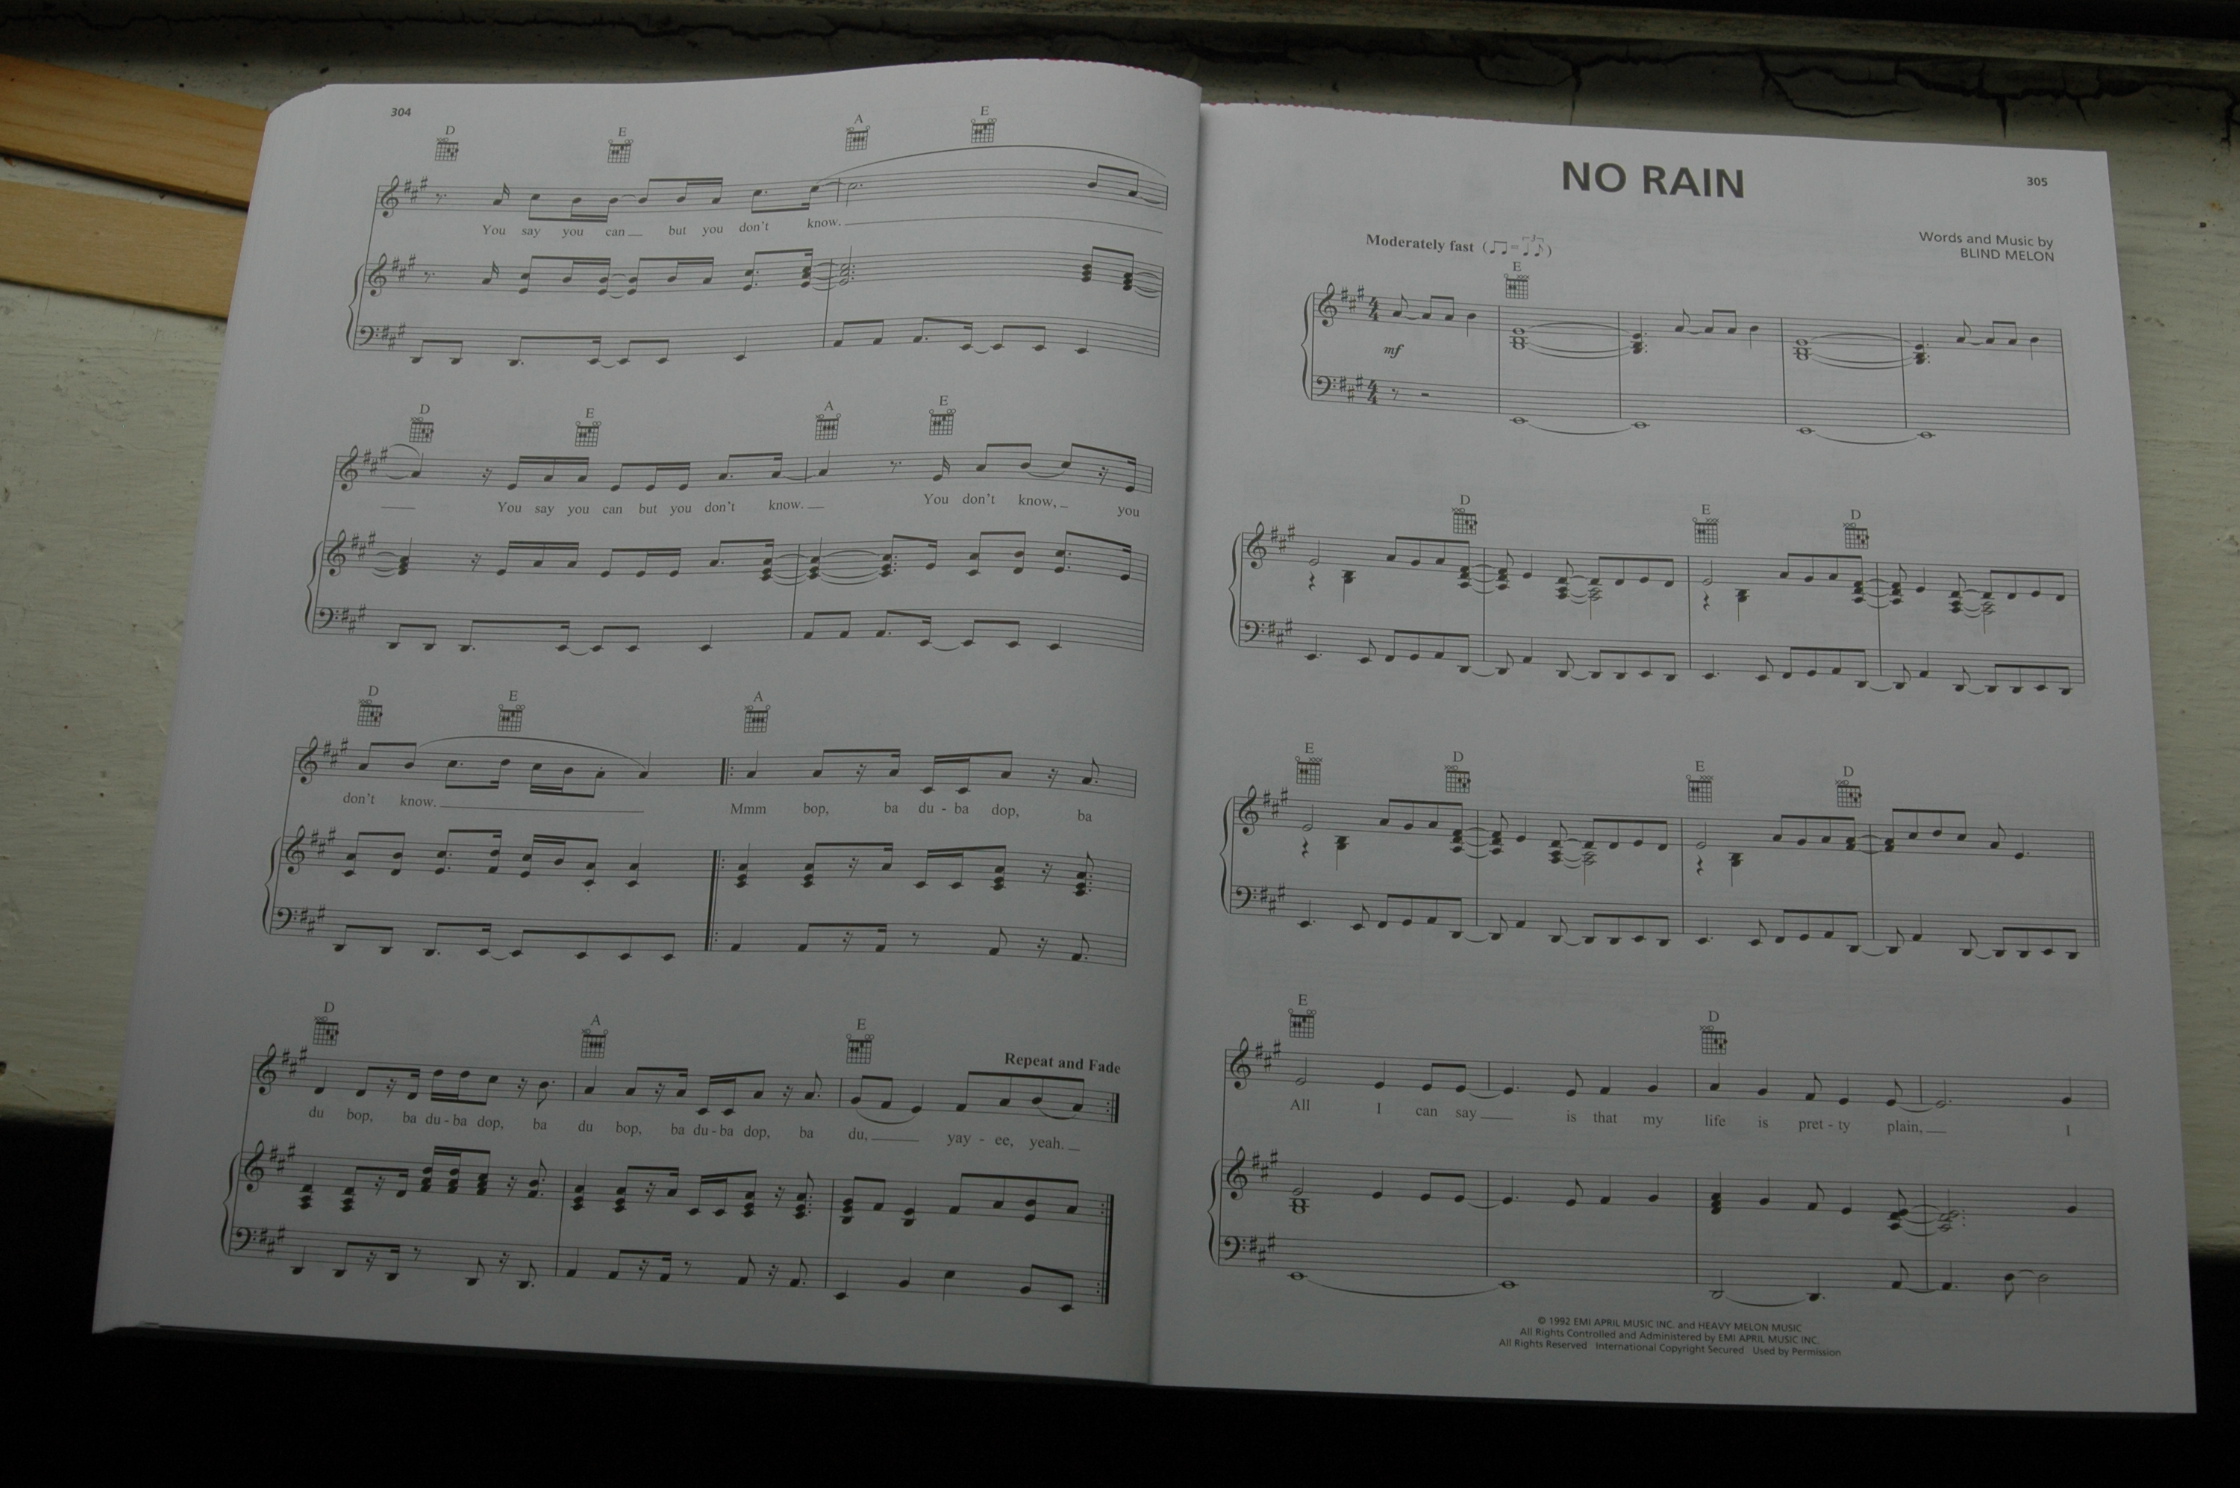 304
D E A E
You say you can but you don't know.
D E A E
You say you can but you don't know. You don't know, you
D E A
don't know. Mmm bop, ba du - ba dop, ba
D A E
Repeat and Fade
du bop, ba du - ba dop, ba du bop, ba du - ba dop, ba du, yay - ee, yeah.
NO RAIN
305
Words and Music by
BLIND MELON
Moderately fast
3
E
4
4
mf
4
4
D E D
E D E D
E D
All I can say is that my life is pret - ty plain, I
© 1992 EMI APRIL MUSIC INC. and HEAVY MELON MUSIC
All Rights Controlled and Administered by EMI APRIL MUSIC INC.
All Rights Reserved International Copyright Secured Used by Permission